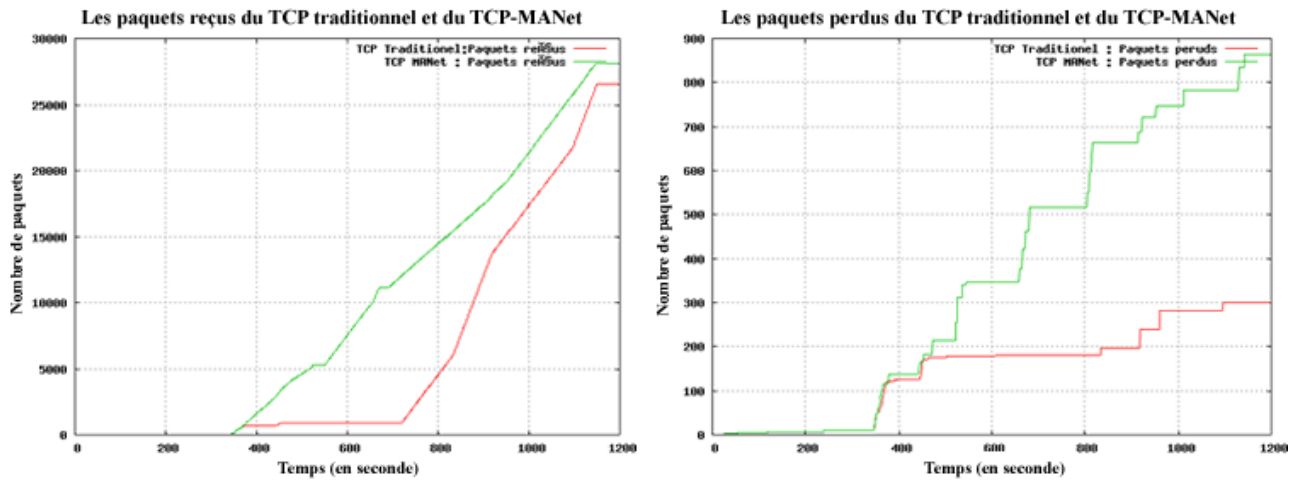 Les paquets reçus du TCP traditionnel et du TCP-MANet
30000
25000
20000
15000
10000
5000
0
TCP Traditionel:Paquets reÃ§us
TCP MANet : Paquets reÃ§us
0 200 400 600 800 1000 1200
Nombre de paquets
Temps (en seconde)
Les paquets perdus du TCP traditionnel et du TCP-MANet
900
800
700
600
500
400
300
200
100
0
TCP Traditionel : Paquets peruds
TCP MANet : Paquets perdus
0 200 400 600 800 1000 1200
Nombre de paquets
Temps (en seconde)